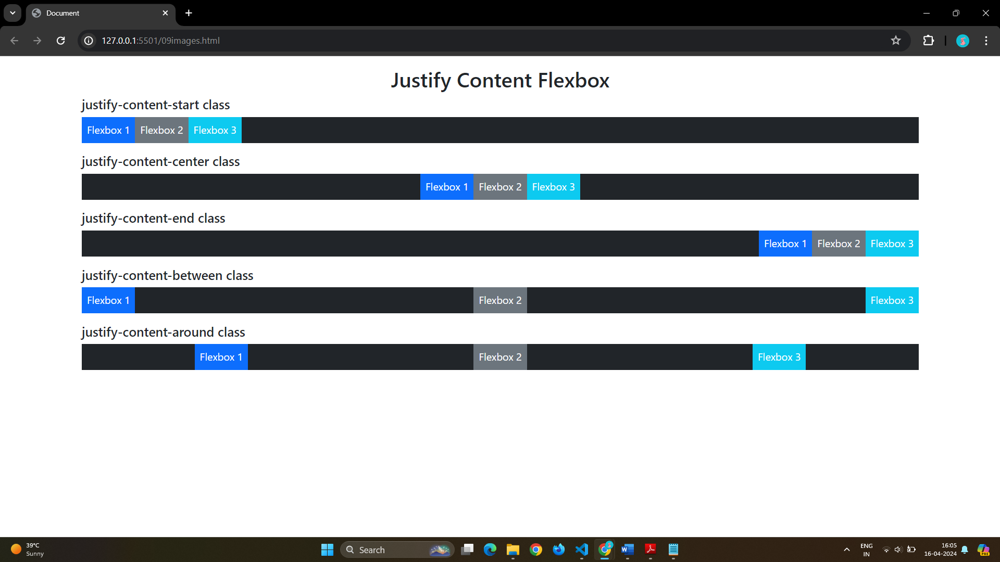 Document
127.0.0.1:5501/09images.html
Justify Content Flexbox
justify-content-start class
Flexbox 1 Flexbox 2 Flexbox 3
justify-content-center class
Flexbox 1 Flexbox 2 Flexbox 3
justify-content-end class
Flexbox 1 Flexbox 2 Flexbox 3
justify-content-between class
Flexbox 1 Flexbox 2 Flexbox 3
justify-content-around class
Flexbox 1 Flexbox 2 Flexbox 3
39°C
Sunny
Search
ENG
IN
16:05
16-04-2024
PRE